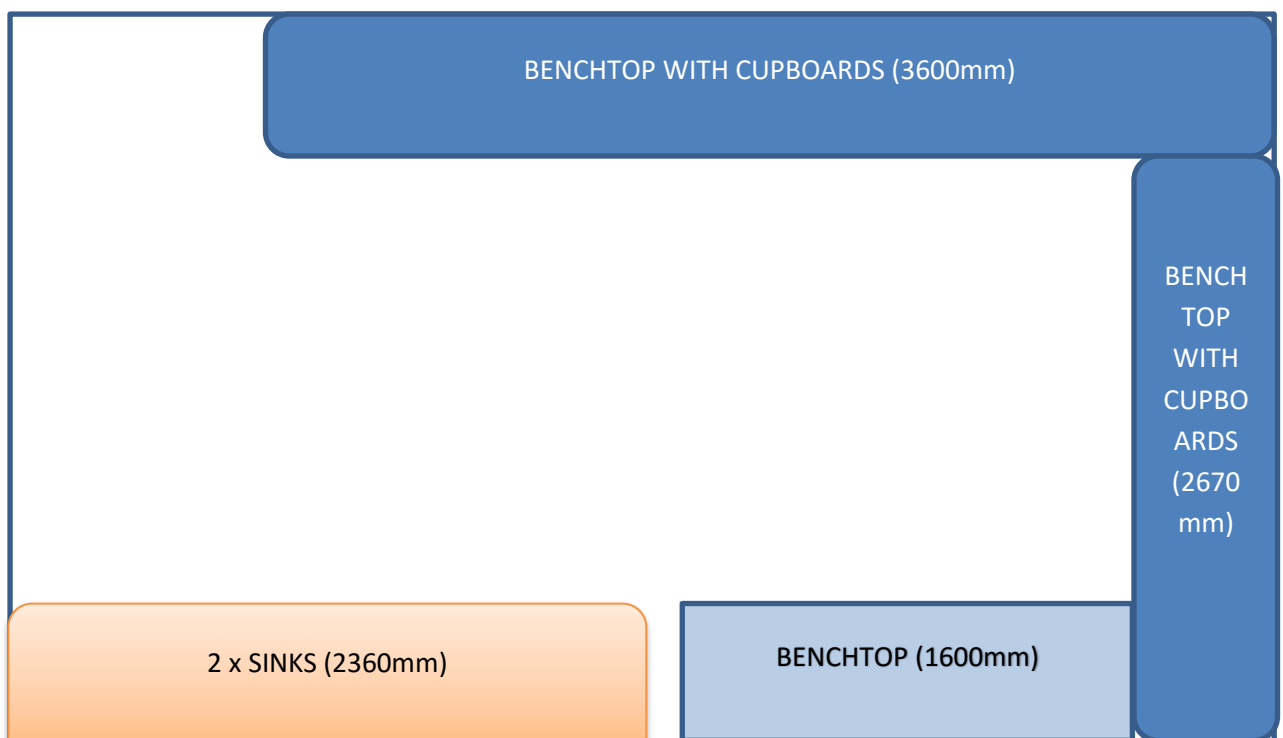 BENCHTOP WITH CUPBOARDS (3600mm)
BENCH
TOP
WITH
CUPBO
ARDS
(2670
mm)
2 x SINKS (2360mm)
BENCHTOP (1600mm)